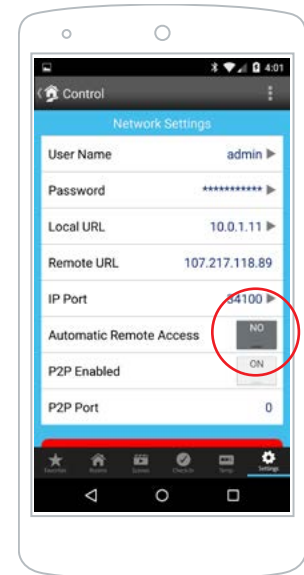 4:01
Control
Network Settings
User Name admin
Password ***********
Local URL 10.0.1.11
Remote URL 107.217.118.89
IP Port 34100
Automatic Remote Access NO
P2P Enabled ON
P2P Port 0
Favorites Rooms Scenes Check In Temp Settings